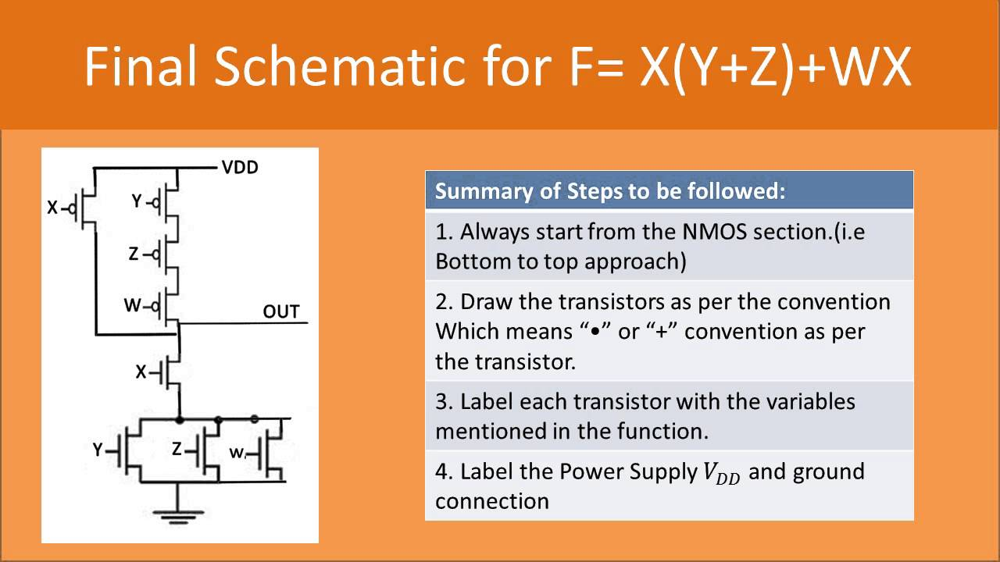 Final Schematic for F= X(Y+Z)+WX
VDD
X
Y
Z
W
OUT
X
Y
Z
w.
Summary of Steps to be followed:
1. Always start from the NMOS section.(i.e
Bottom to top approach)
2. Draw the transistors as per the convention
Which means “•” or “+” convention as per
the transistor.
3. Label each transistor with the variables
mentioned in the function.
4. Label the Power Supply V_DD and ground
connection